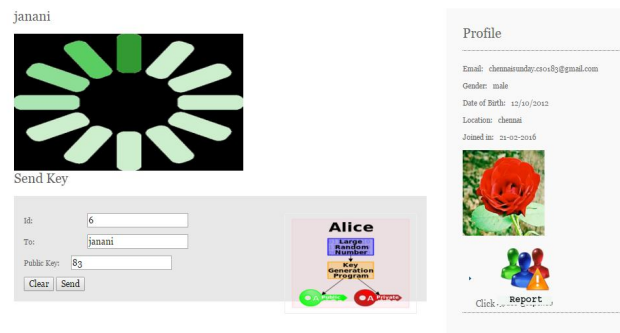 janani
Send Key
Id: 6
To: janani
Public Key: 83
Clear Send
Alice
Large
Random
Number
Key
Generation
Program
A Public
A Private
Profile
Email: chennaisunday.cs0183@gmail.com
Gender: male
Date of Birth: 12/10/2012
Location: chennai
Joined in: 21-02-2016
Report
Click